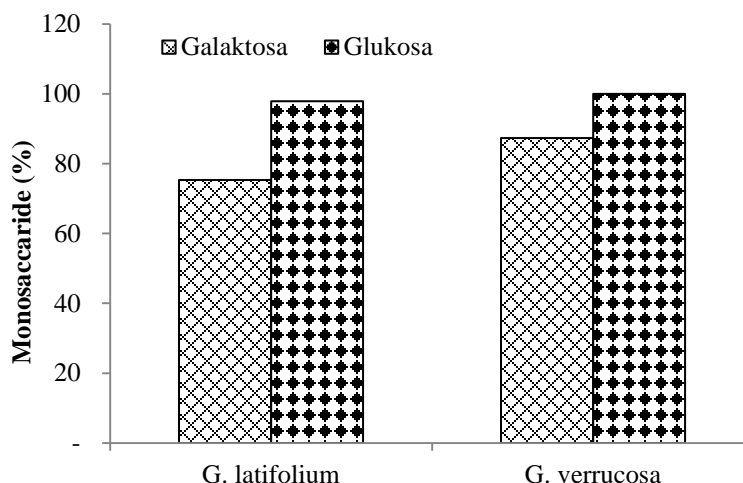 120
Galaktosa Glukosa
100
80
60
40
20
-
Monosaccaride (%)
G. latifolium G. verrucosa